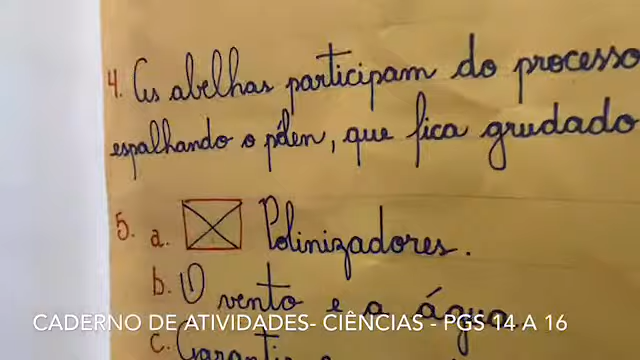 4. As abelhas participam do processo
espalhando o pólen, que fica grudado
5. a. Polinizadores.
b. O vento e a água
CADERNO DE ATIVIDADES- CIÊNCIAS - PGS 14 A 16
c. Garantir a